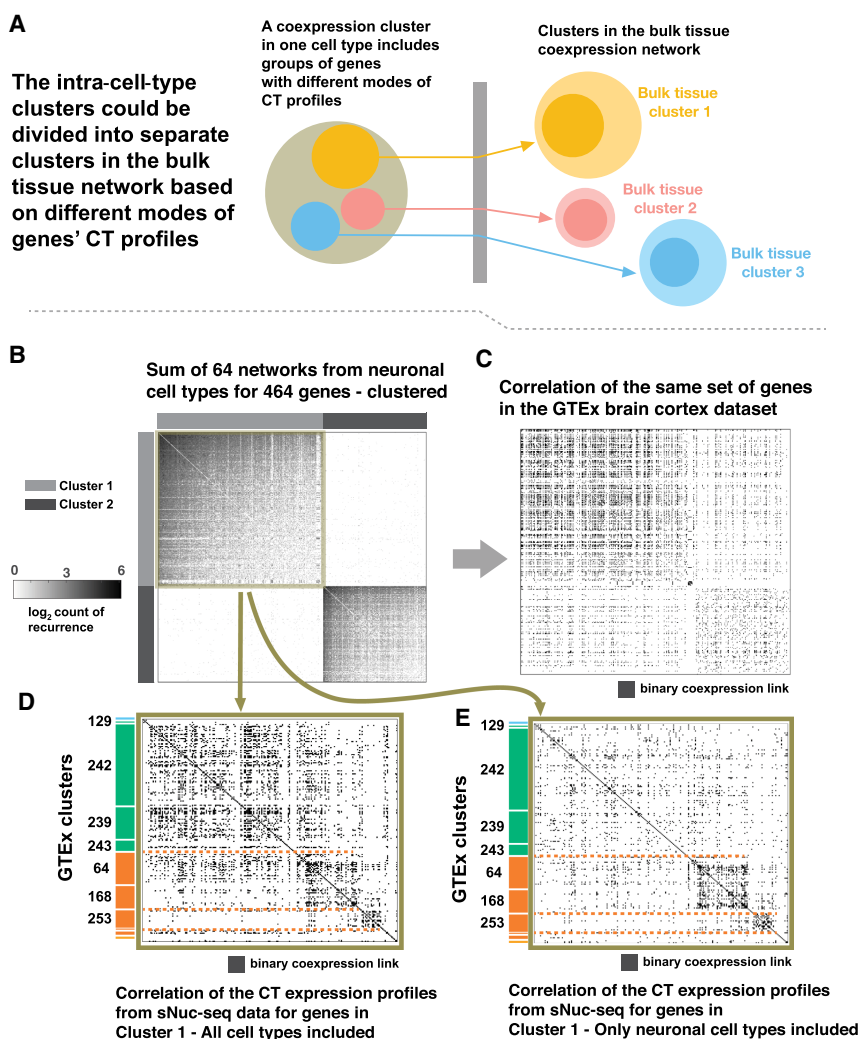 A
The intra-cell-type
clusters could be
divided into separate
clusters in the bulk
tissue network based
on different modes of
genes’ CT profiles
A coexpression cluster
in one cell type includes
groups of genes
with different modes of
CT profiles
Clusters in the bulk tissue
coexpression network
Bulk tissue
cluster 1
Bulk tissue
cluster 2
Bulk tissue
cluster 3
B
Sum of 64 networks from neuronal
cell types for 464 genes - clustered
Cluster 1
Cluster 2
0 3 6
log2 count of
recurrence
C
Correlation of the same set of genes
in the GTEx brain cortex dataset
binary coexpression link
D
GTEx clusters
129
242
239
243
64
168
253
binary coexpression link
Correlation of the CT expression profiles
from sNuc-seq data for genes in
Cluster 1 - All cell types included
E
GTEx clusters
129
242
239
243
64
168
253
binary coexpression link
Correlation of the CT expression profiles
from sNuc-seq for genes in
Cluster 1 - Only neuronal cell types included